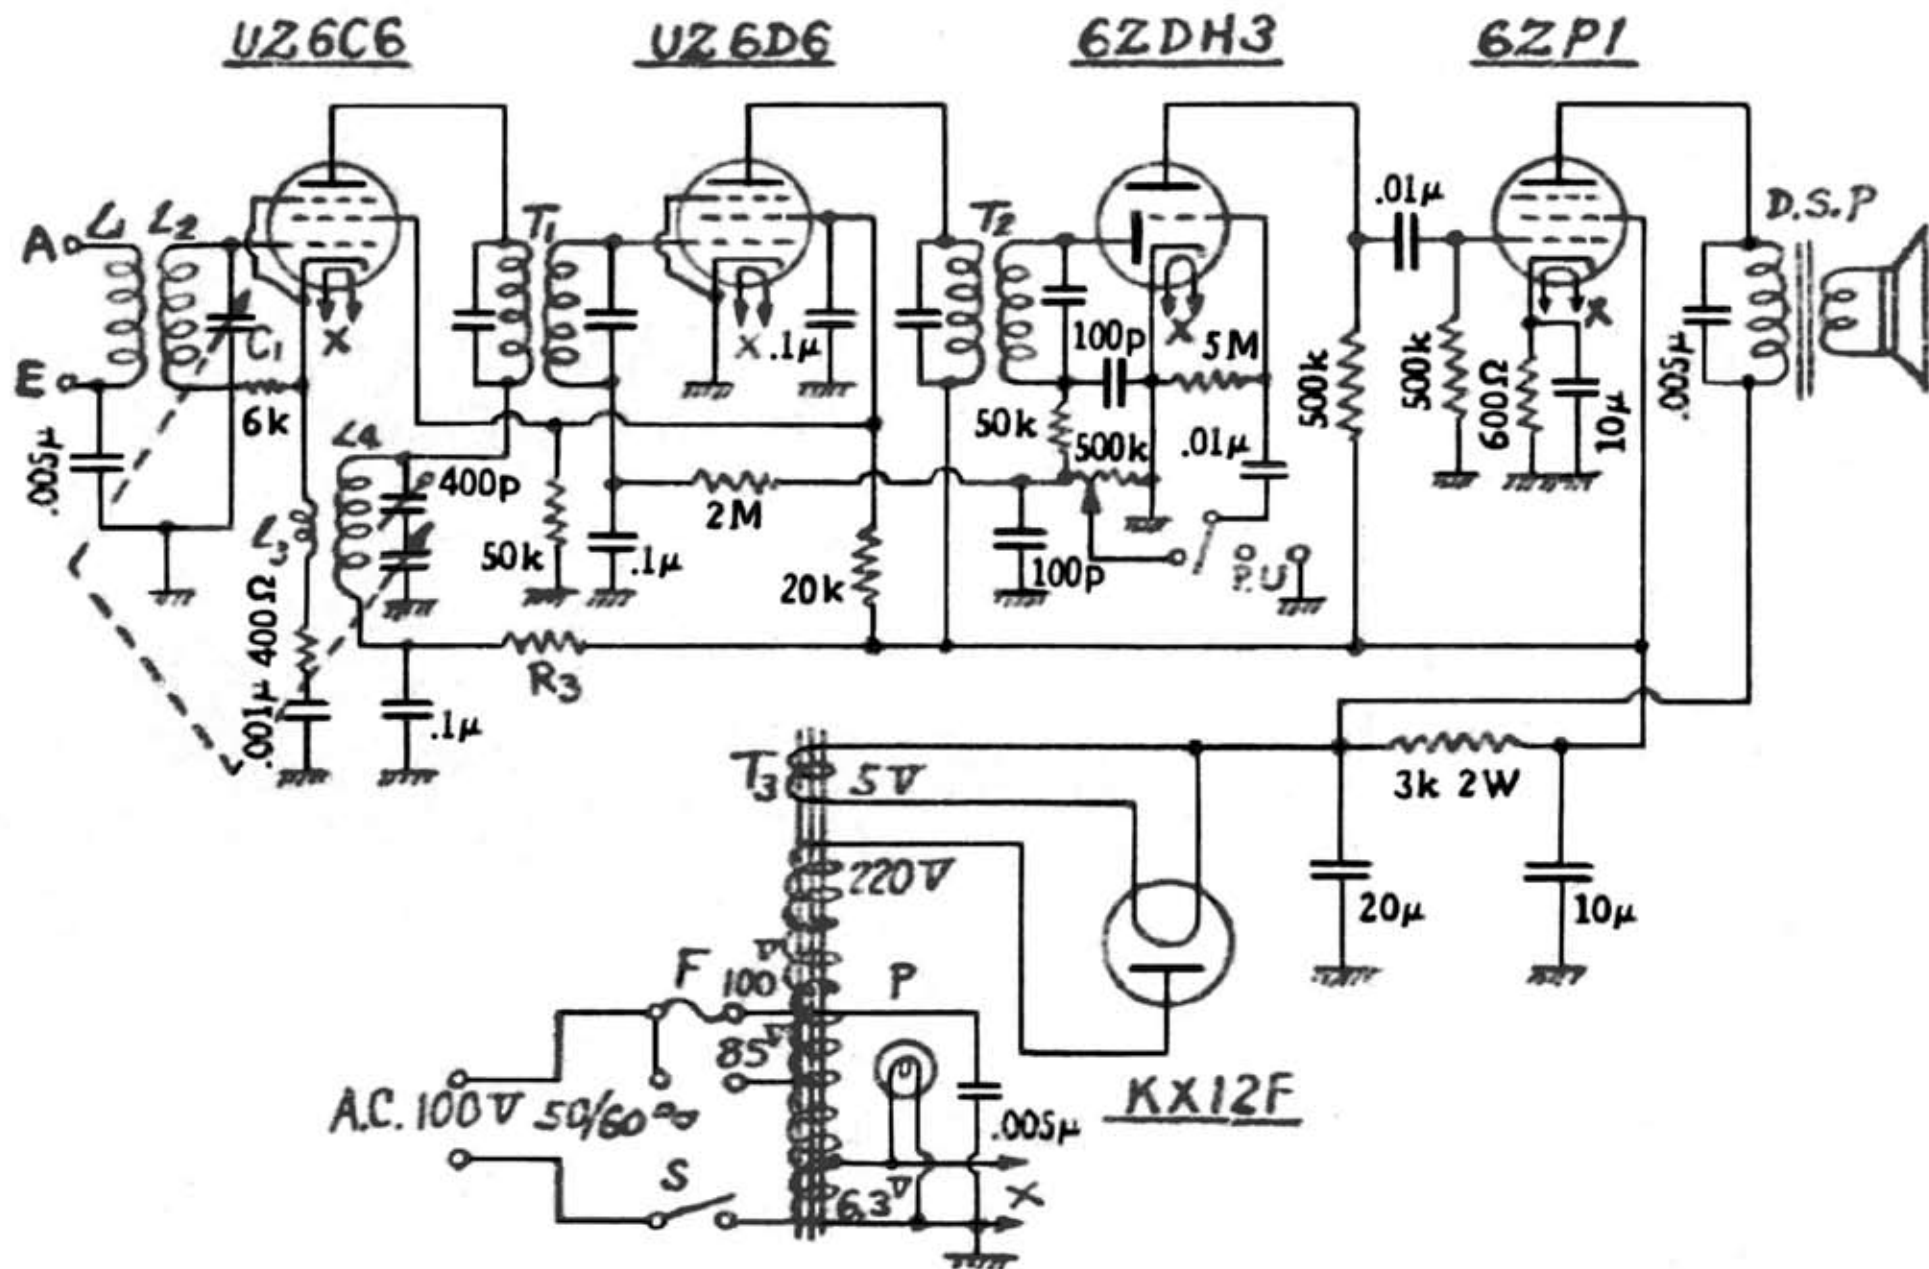 UZ6C6
UZ6D6
6ZDH3
6ZP1
A
L1
L2
E
C1
X
6k
.005μ
L3
L4
400p
.001μ
400Ω
.1μ
T1
50k
.1μ
R3
X
.1μ
2M
20k
T2
100p
50k
500k
X
5M
.01μ
100p
P.U
500k
.01μ
500k
600Ω
10μ
X
D.S.P
.005μ
T3
5V
220V
3k 2W
20μ
10μ
F
100V
85V
P
A.C. 100V 50/60
S
6.3V
.005μ
X
KX12F